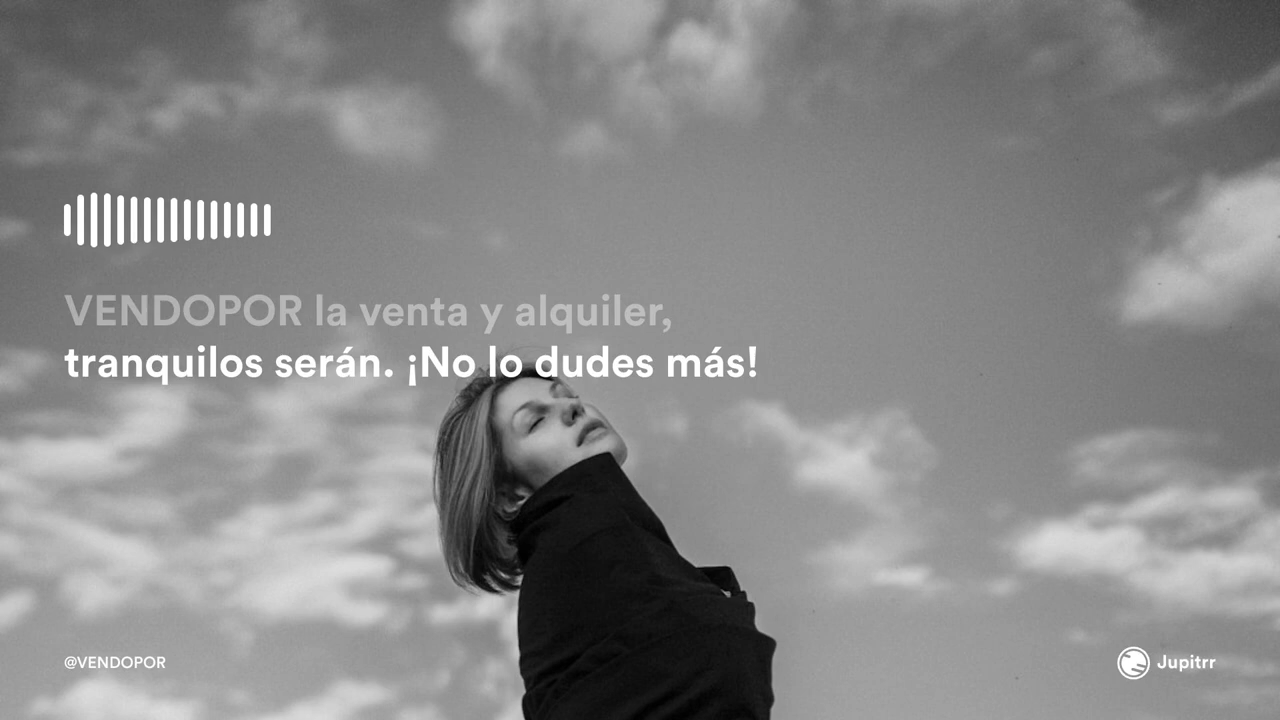 VENDOPOR la venta y alquiler,
tranquilos serán. ¡No lo dudes más!
@VENDOPOR
Jupitrr